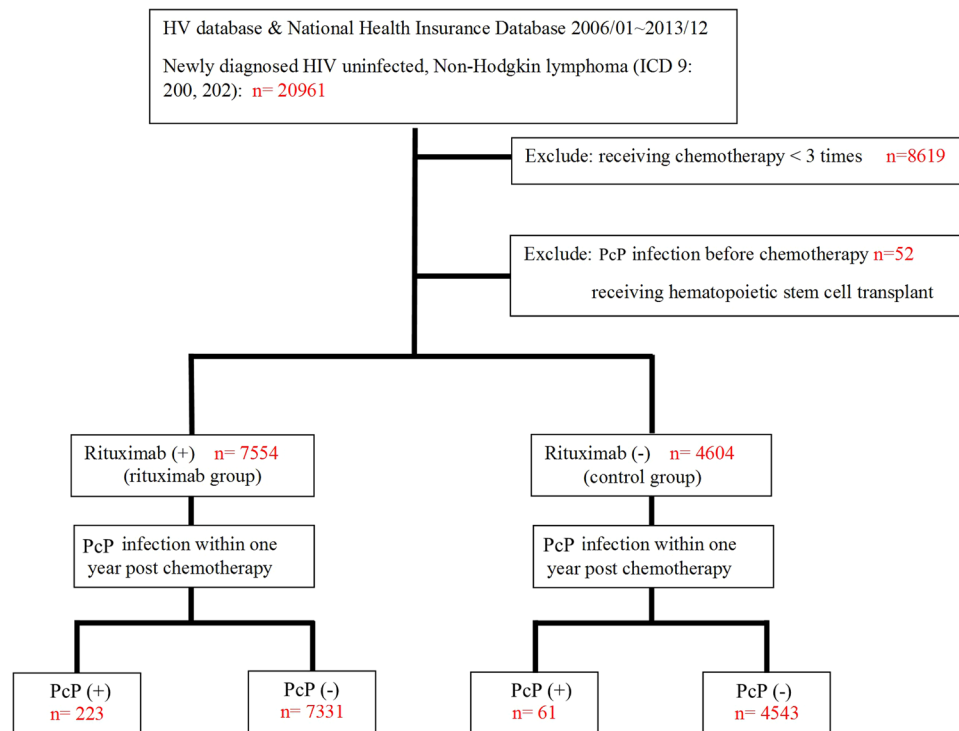 HV database & National Health Insurance Database 2006/01~2013/12
Newly diagnosed HIV uninfected, Non-Hodgkin lymphoma (ICD 9:
200, 202): n= 20961
Exclude: receiving chemotherapy < 3 times n=8619
Exclude: PcP infection before chemotherapy n=52
receiving hematopoietic stem cell transplant
Rituximab (+) n= 7554
(rituximab group)
Rituximab (-) n= 4604
(control group)
PcP infection within one
year post chemotherapy
PcP infection within one
year post chemotherapy
PcP (+)
n= 223
PcP (-)
n= 7331
PcP (+)
n= 61
PcP (-)
n= 4543